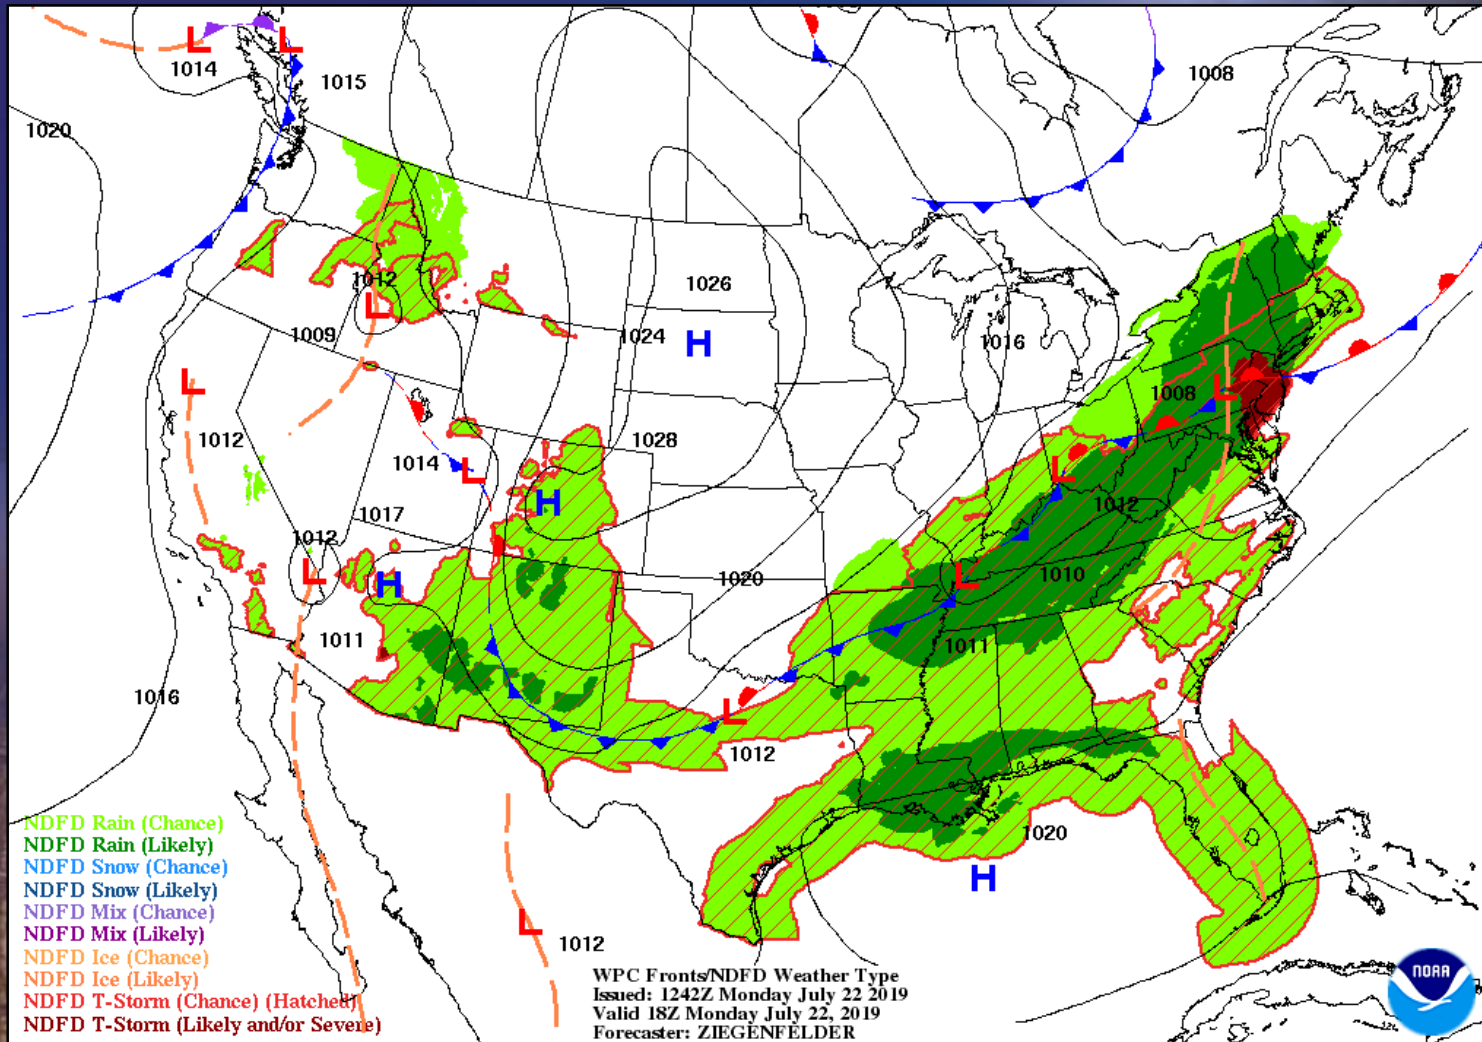 L
L
1014
1015
1008
1020
1012
1026
L
1009
1024
H
1016
L
1008
L
1012
1028
1014
L
L
H
1012
1017
1012
L
H
1020
L
1010
1011
1011
1016
L
1012
1020
H
L
1012
NDFD Rain (Chance)
NDFD Rain (Likely)
NDFD Snow (Chance)
NDFD Snow (Likely)
NDFD Mix (Chance)
NDFD Mix (Likely)
NDFD Ice (Chance)
NDFD Ice (Likely)
NDFD T-Storm (Chance) (Hatched)
NDFD T-Storm (Likely and/or Severe)
WPC Fronts/NDFD Weather Type
Issued: 1242Z Monday July 22 2019
Valid 18Z Monday July 22, 2019
Forecaster: ZIEGENFELDER
NOAA